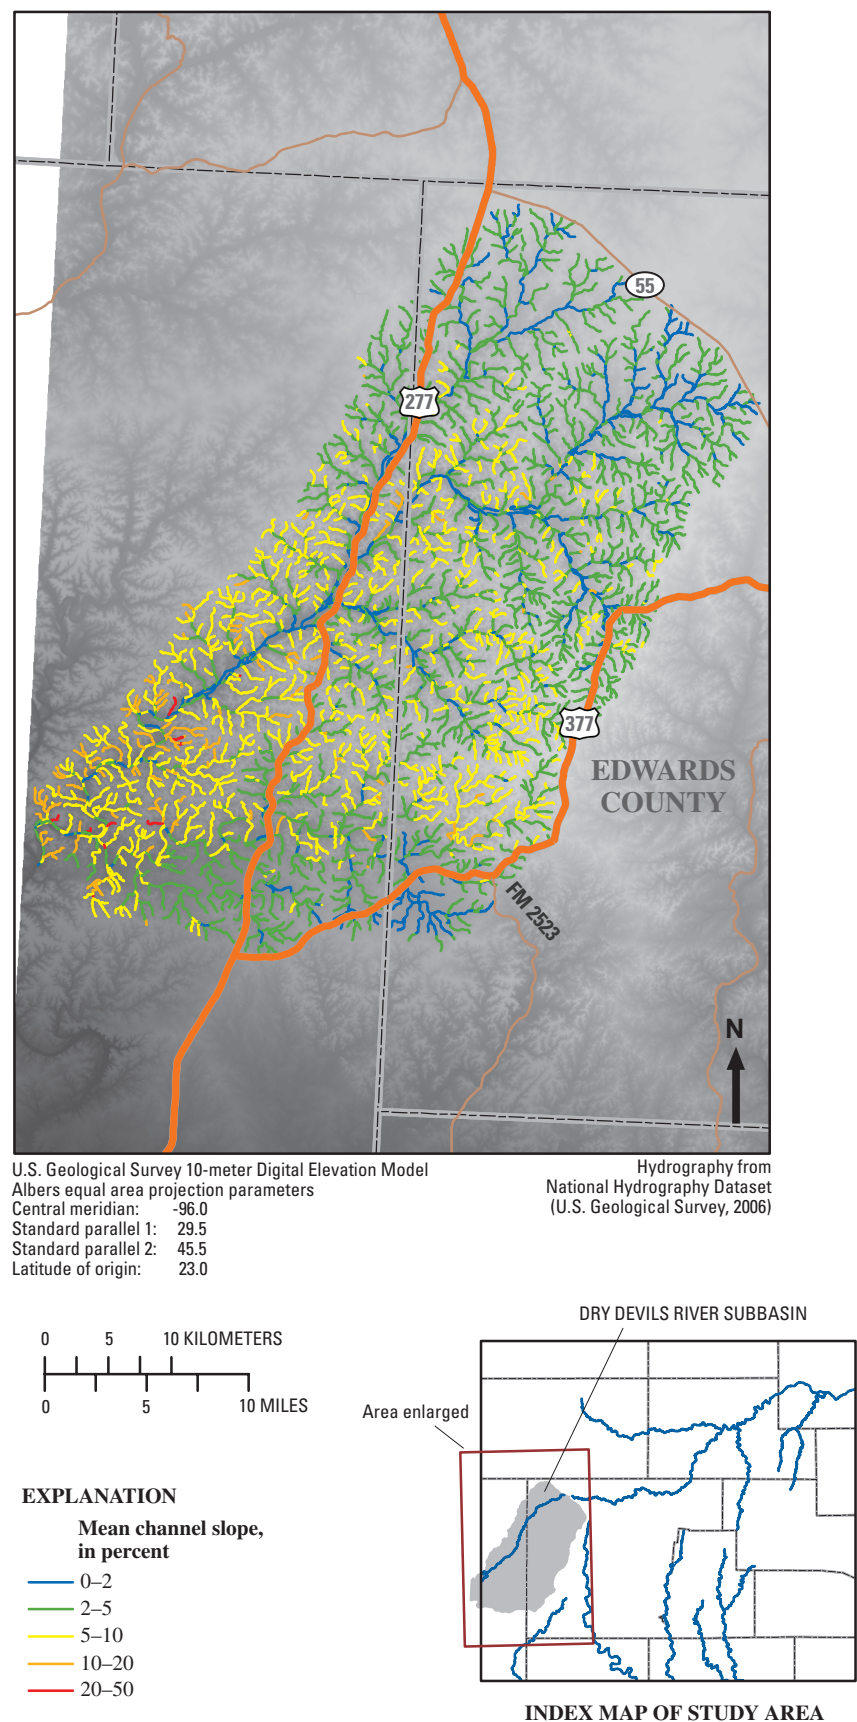 55
277
377
EDWARDS
COUNTY
FM 2523
N
U.S. Geological Survey 10-meter Digital Elevation Model
Albers equal area projection parameters
Central meridian: -96.0
Standard parallel 1: 29.5
Standard parallel 2: 45.5
Latitude of origin: 23.0
Hydrography from
National Hydrography Dataset
(U.S. Geological Survey, 2006)
0 5 10 KILOMETERS
0 5 10 MILES
DRY DEVILS RIVER SUBBASIN
Area enlarged
EXPLANATION
Mean channel slope,
in percent
0–2
2–5
5–10
10–20
20–50
INDEX MAP OF STUDY AREA